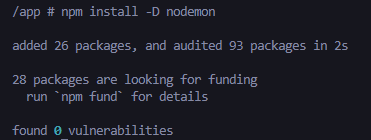 /app # npm install -D nodemon
added 26 packages, and audited 93 packages in 2s
28 packages are looking for funding
  run `npm fund` for details
found 0 vulnerabilities